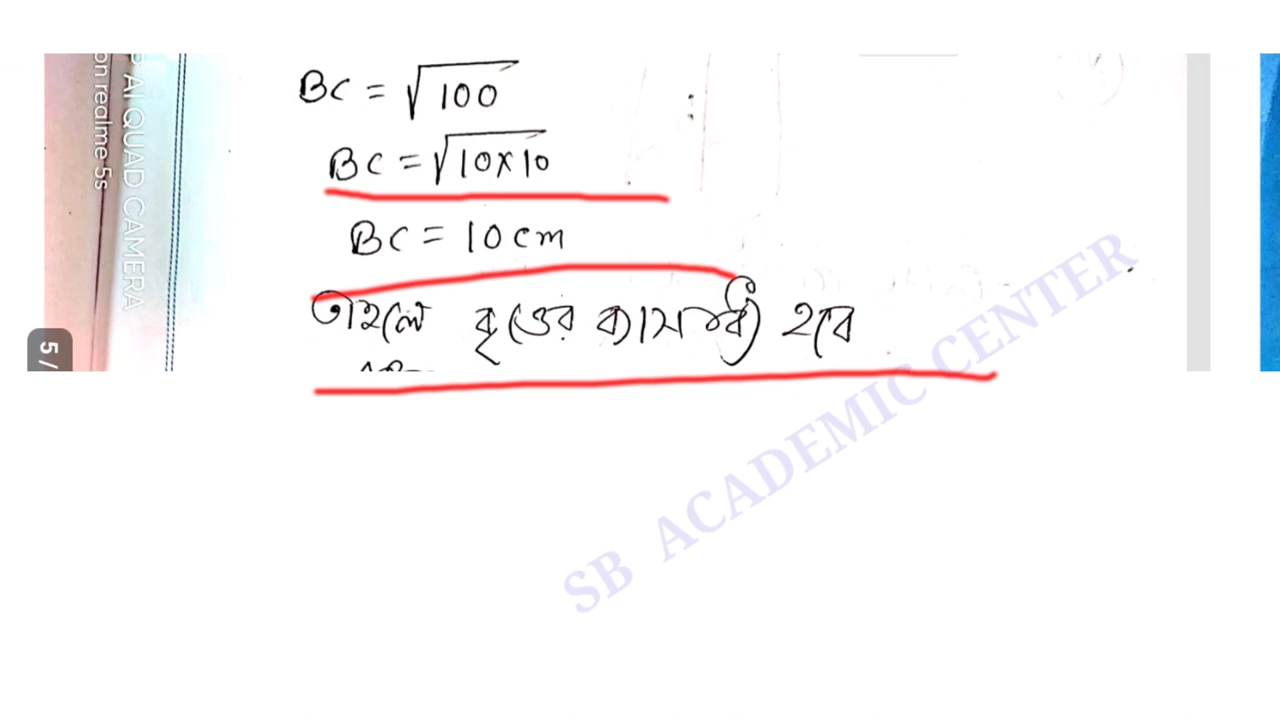 BC = √100
BC = √10×10
BC = 10 cm
তাহলে বৃত্তের ব্যাসার্ধ হবে
SB ACADEMIC CENTER
AI QUAD CAMERA
on realme 5s
5 /